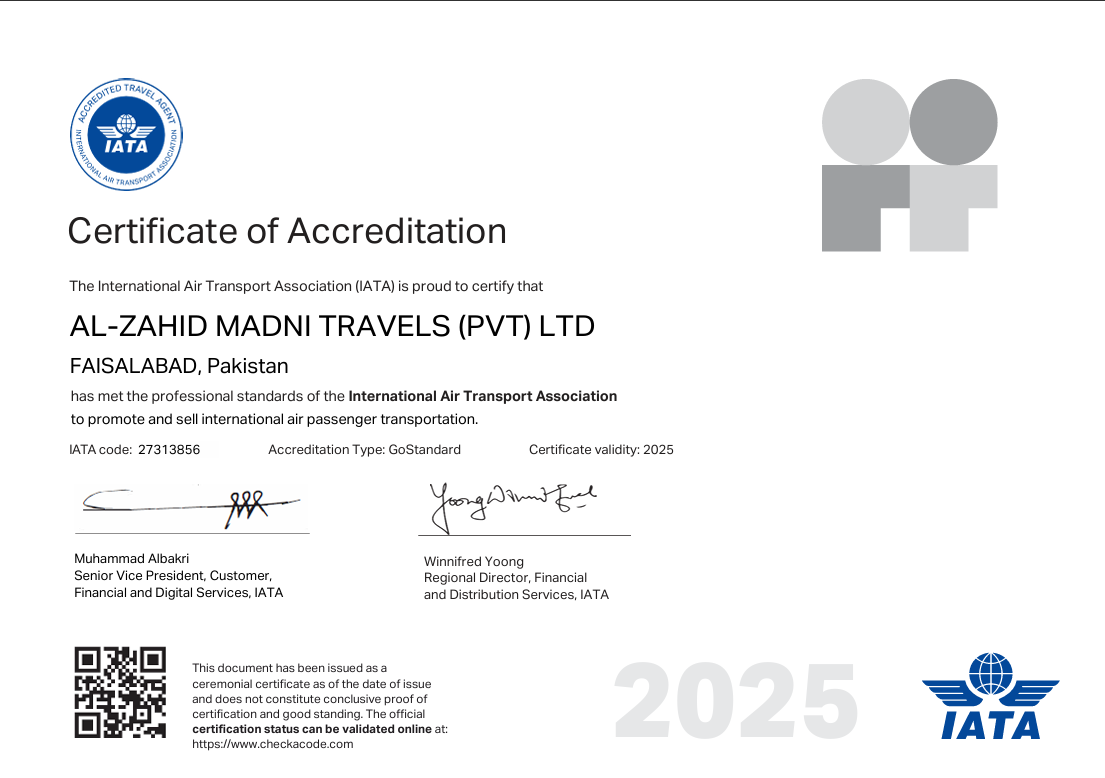 ACCREDITED TRAVEL AGENT
INTERNATIONAL AIR TRANSPORT ASSOCIATION
IATA
Certificate of Accreditation
The International Air Transport Association (IATA) is proud to certify that
AL-ZAHID MADNI TRAVELS (PVT) LTD
FAISALABAD, Pakistan
has met the professional standards of the International Air Transport Association
to promote and sell international air passenger transportation.
IATA code: 27313856 Accreditation Type: GoStandard Certificate validity: 2025
Yoong Winnifred
Muhammad Albakri
Senior Vice President, Customer,
Financial and Digital Services, IATA
Winnifred Yoong
Regional Director, Financial
and Distribution Services, IATA
This document has been issued as a
ceremonial certificate as of the date of issue
and does not constitute conclusive proof of
certification and good standing. The official
certification status can be validated online at:
https://www.checkacode.com
2025
IATA